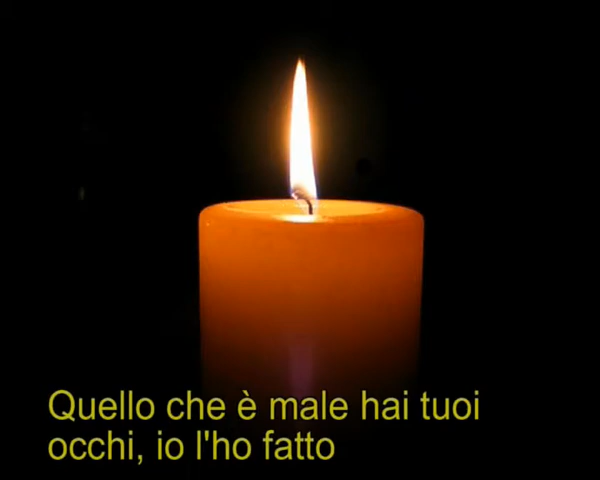 Quello che è male hai tuoi
occhi, io l'ho fatto